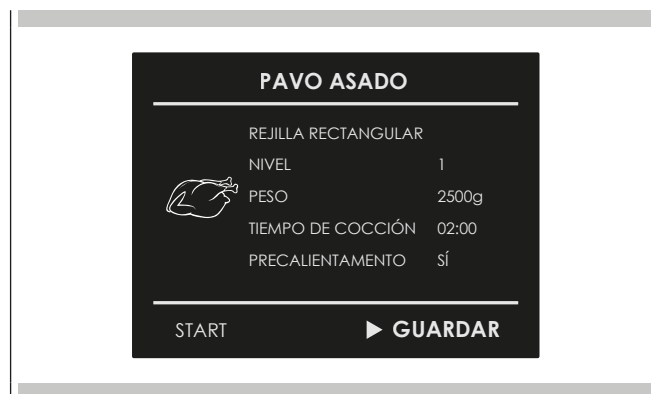 PAVO ASADO
REJILLA RECTANGULAR
NIVEL 1
PESO 2500g
TIEMPO DE COCCIÓN 02:00
PRECALIENTAMENTO SÍ
START ▶ GUARDAR